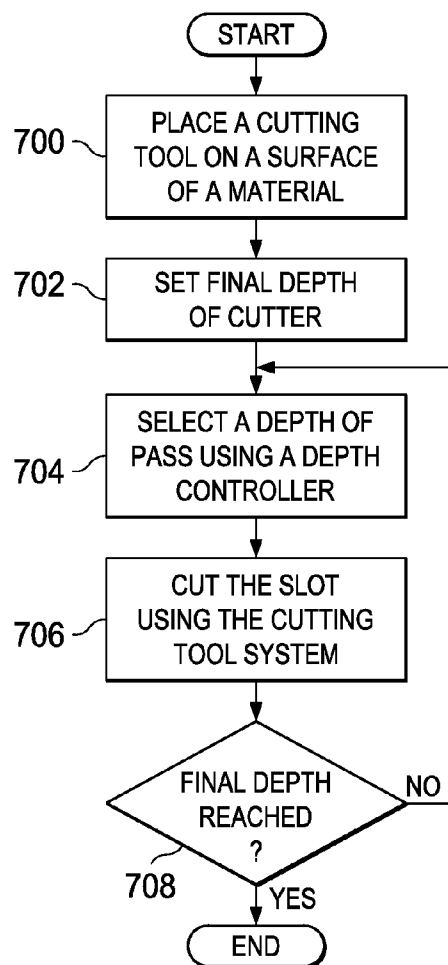 START
700
PLACE A CUTTING
TOOL ON A SURFACE
OF A MATERIAL
702
SET FINAL DEPTH
OF CUTTER
704
SELECT A DEPTH OF
PASS USING A DEPTH
CONTROLLER
706
CUT THE SLOT
USING THE CUTTING
TOOL SYSTEM
FINAL DEPTH
REACHED
?
NO
708
YES
END